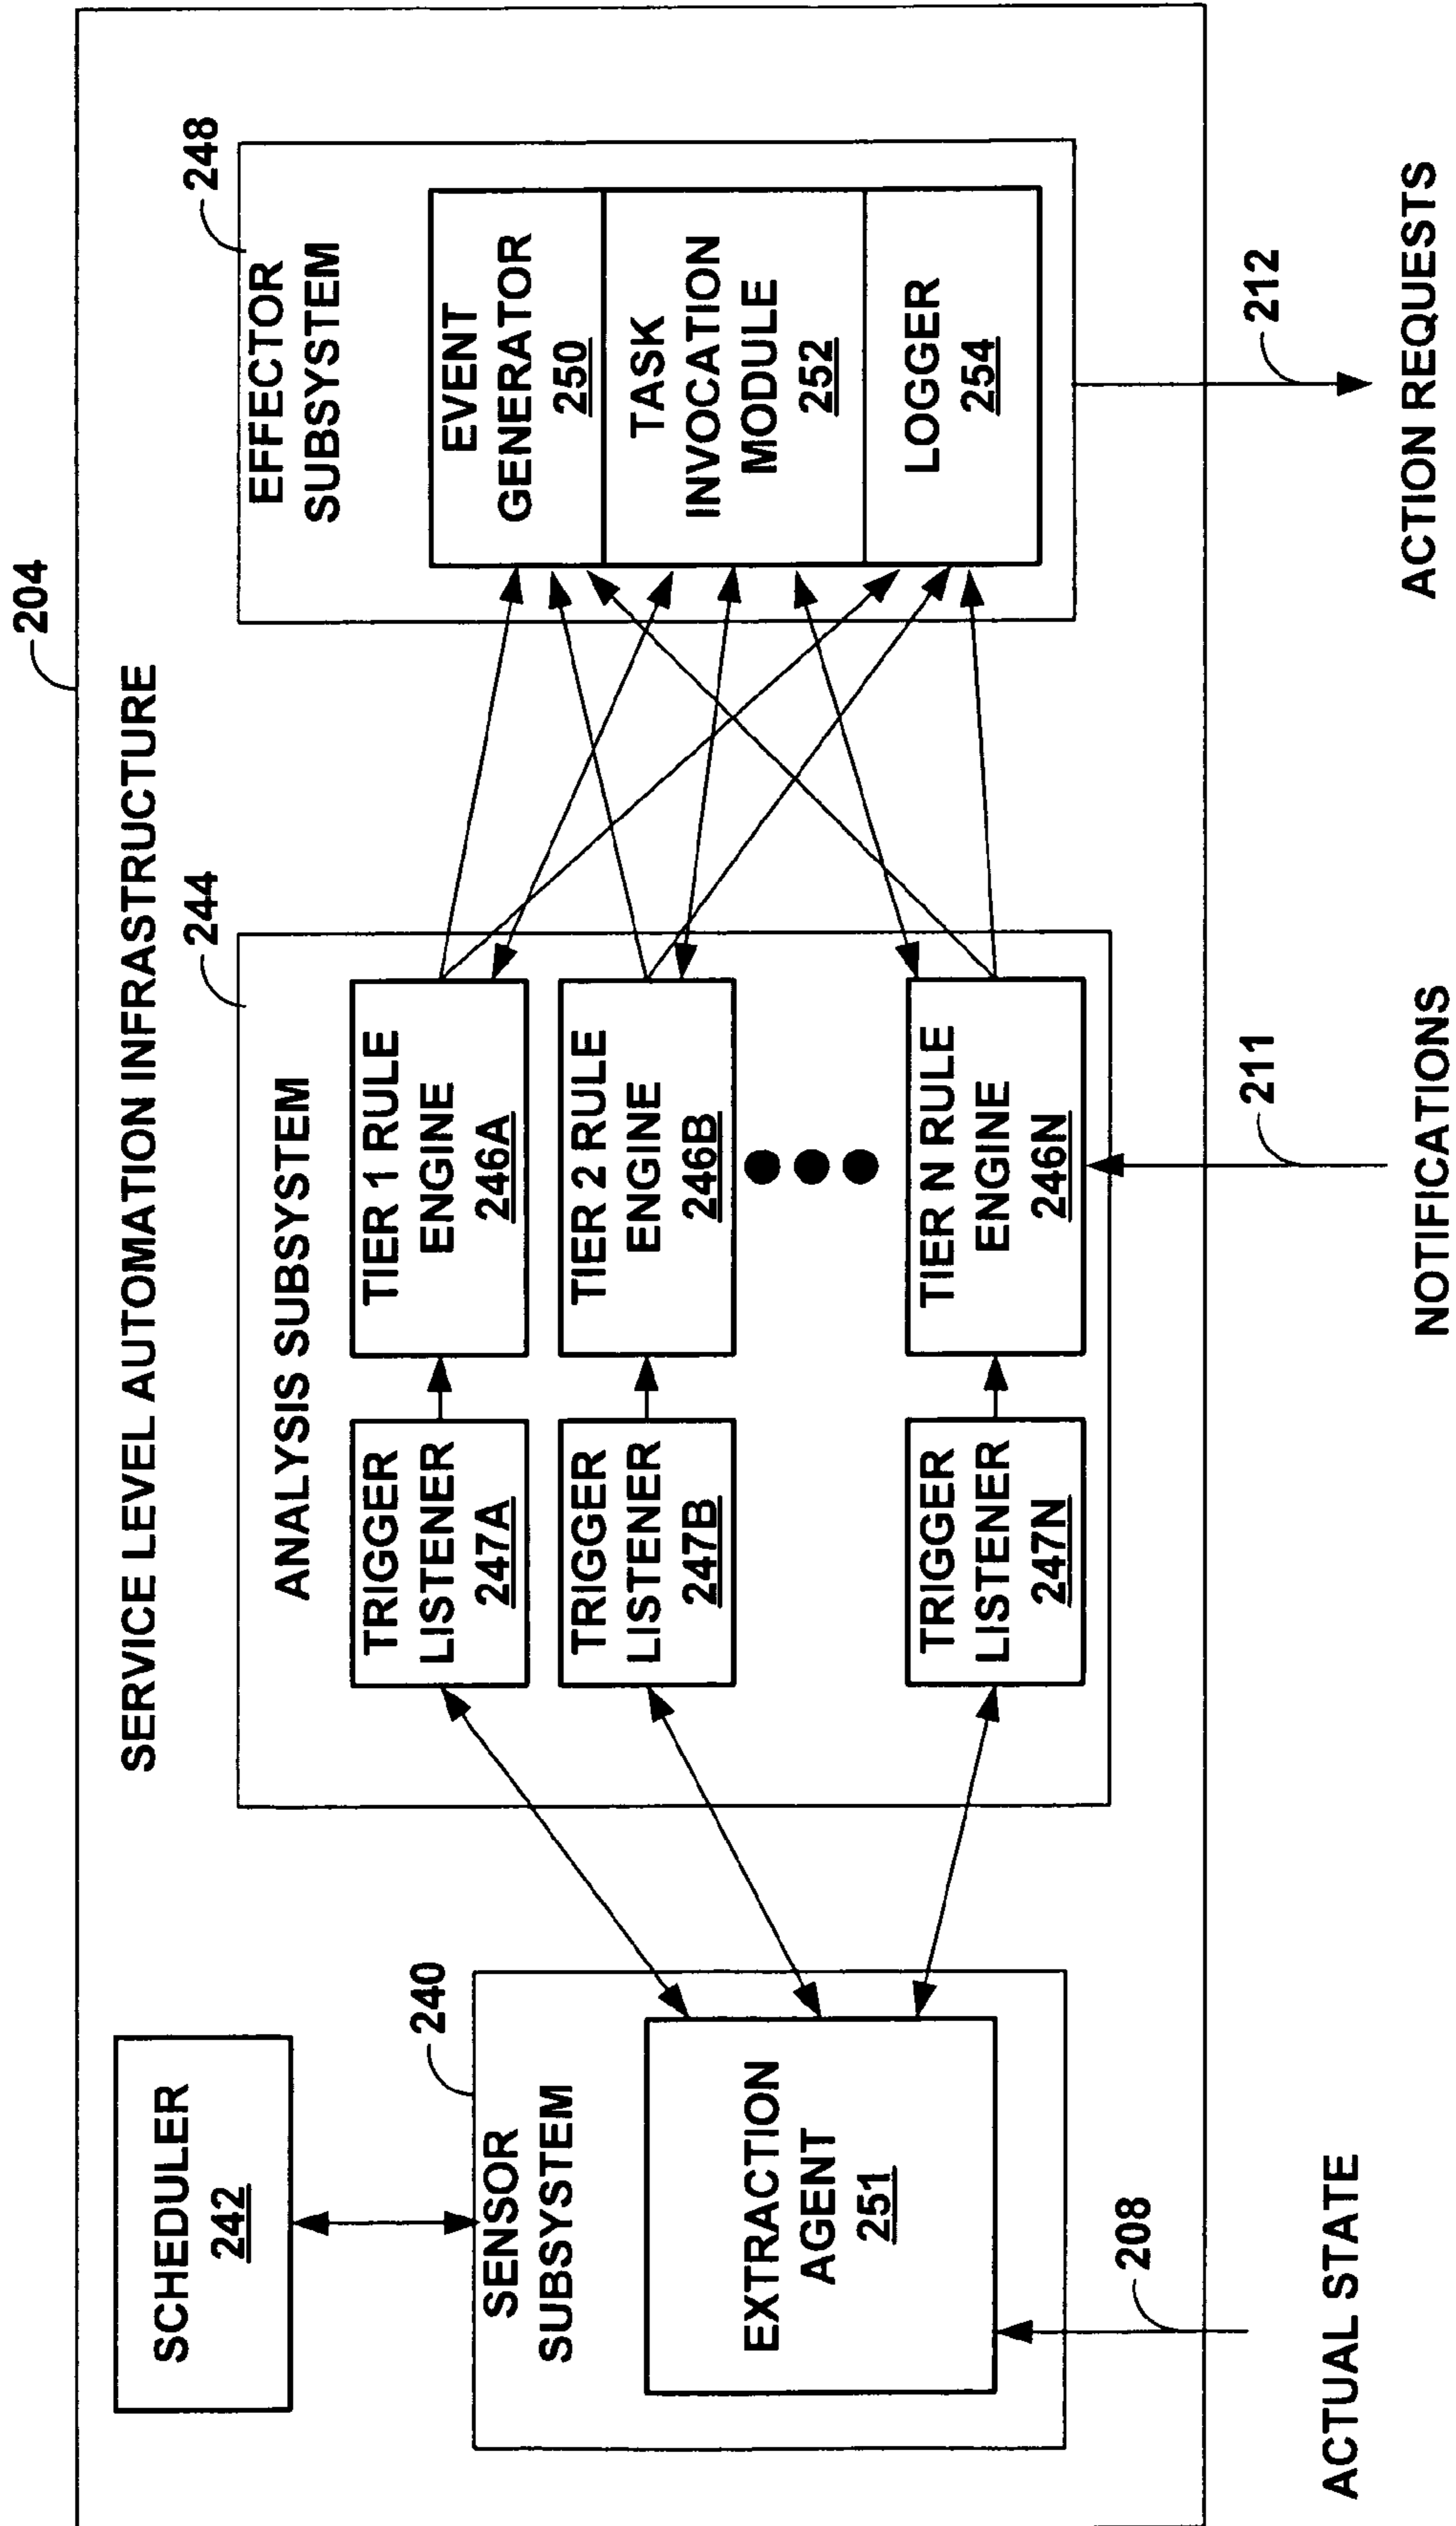 204
SERVICE LEVEL AUTOMATION INFRASTRUCTURE
SCHEDULER
242
240
SENSOR
SUBSYSTEM
EXTRACTION
AGENT
251
208
ACTUAL STATE
244
ANALYSIS SUBSYSTEM
TRIGGER
LISTENER
247A
TIER 1 RULE
ENGINE
246A
TRIGGER
LISTENER
247B
TIER 2 RULE
ENGINE
246B
TRIGGER
LISTENER
247N
TIER N RULE
ENGINE
246N
211
NOTIFICATIONS
248
EFFECTOR
SUBSYSTEM
EVENT
GENERATOR
250
TASK
INVOCATION
MODULE
252
LOGGER
254
212
ACTION REQUESTS